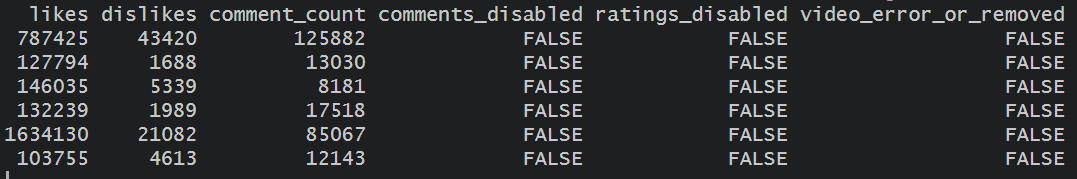 likes dislikes comment_count comments_disabled ratings_disabled video_error_or_removed
787425 43420 125882 FALSE FALSE FALSE
127794 1688 13030 FALSE FALSE FALSE
146035 5339 8181 FALSE FALSE FALSE
132239 1989 17518 FALSE FALSE FALSE
1634130 21082 85067 FALSE FALSE FALSE
103755 4613 12143 FALSE FALSE FALSE